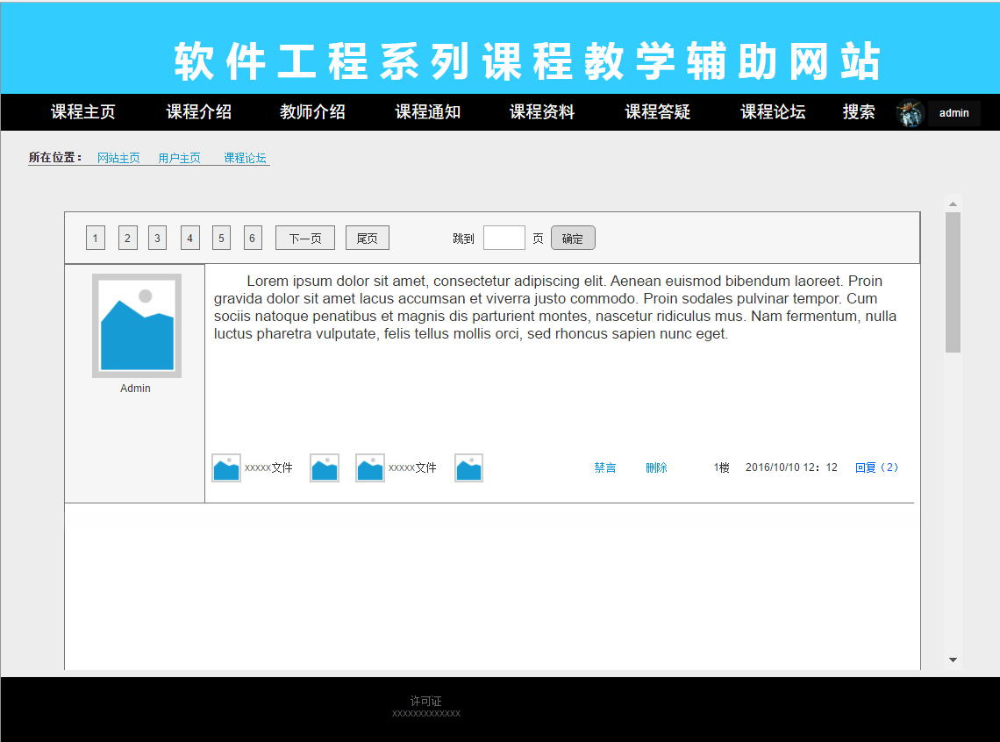 软件工程系列课程教学辅助网站
课程主页 课程介绍 教师介绍 课程通知 课程资料 课程答疑 课程论坛 搜索 admin
所在位置： 网站主页 用户主页 课程论坛
1 2 3 4 5 6 下一页 尾页 跳到 页 确定
Lorem ipsum dolor sit amet, consectetur adipiscing elit. Aenean euismod bibendum laoreet. Proin
gravida dolor sit amet lacus accumsan et viverra justo commodo. Proin sodales pulvinar tempor. Cum
sociis natoque penatibus et magnis dis parturient montes, nascetur ridiculus mus. Nam fermentum, nulla
luctus pharetra vulputate, felis tellus mollis orci, sed rhoncus sapien nunc eget.
Admin
xxxxx文件 xxxxx文件 禁言 删除 1楼 2016/10/10 12：12 回复（2）
许可证
xxxxxxxxxxxxx